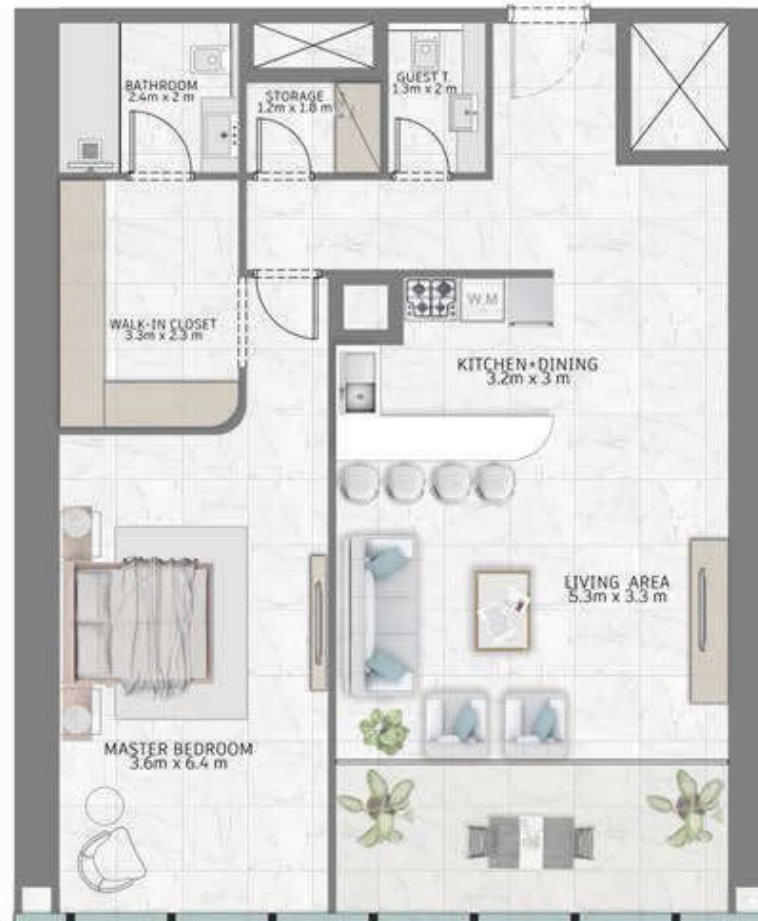 BATHROOM
2.4m x 2 m
STORAGE
1.2m x 1.8 m
GUEST T.
1.3m x 2 m
WALK-IN CLOSET
3.3m x 2.3 m
W.M
KITCHEN+DINING
3.2m x 3 m
LIVING AREA
5.3m x 3.3 m
MASTER BEDROOM
3.6m x 6.4 m